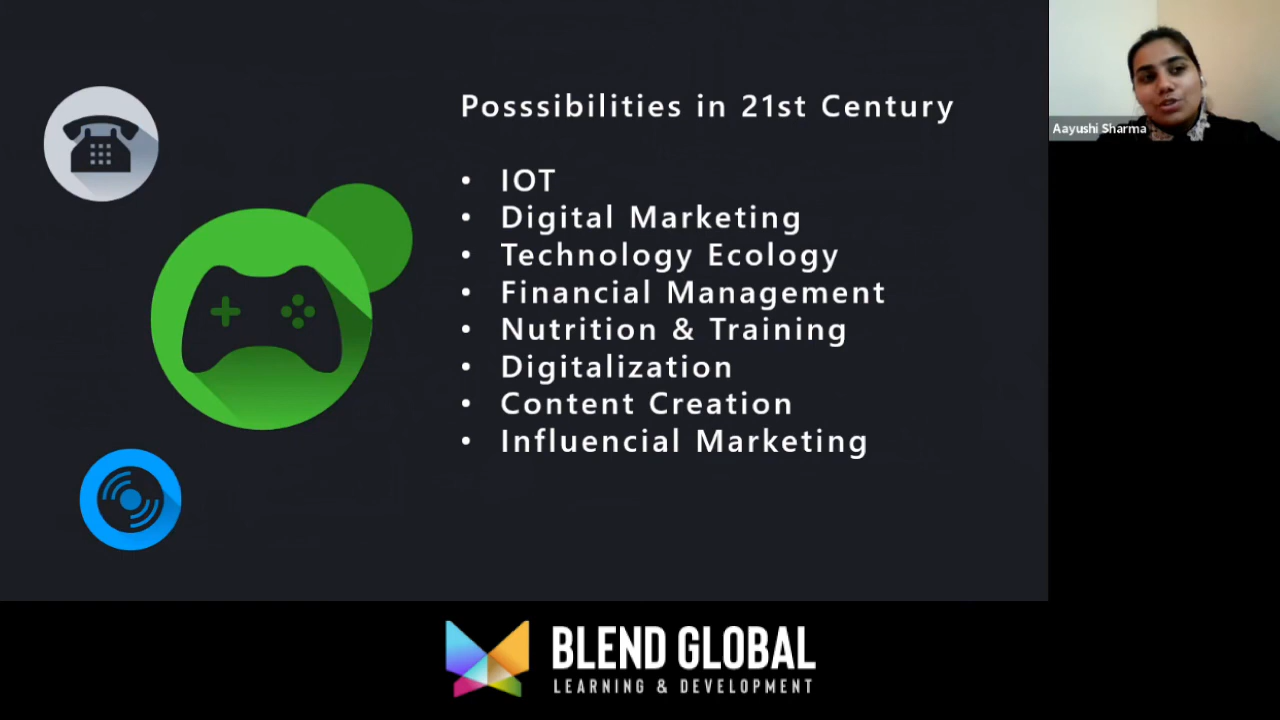 Posssibilities in 21st Century
• IOT
• Digital Marketing
• Technology Ecology
• Financial Management
• Nutrition & Training
• Digitalization
• Content Creation
• Influencial Marketing
Aayushi Sharma
BLEND GLOBAL
LEARNING & DEVELOPMENT